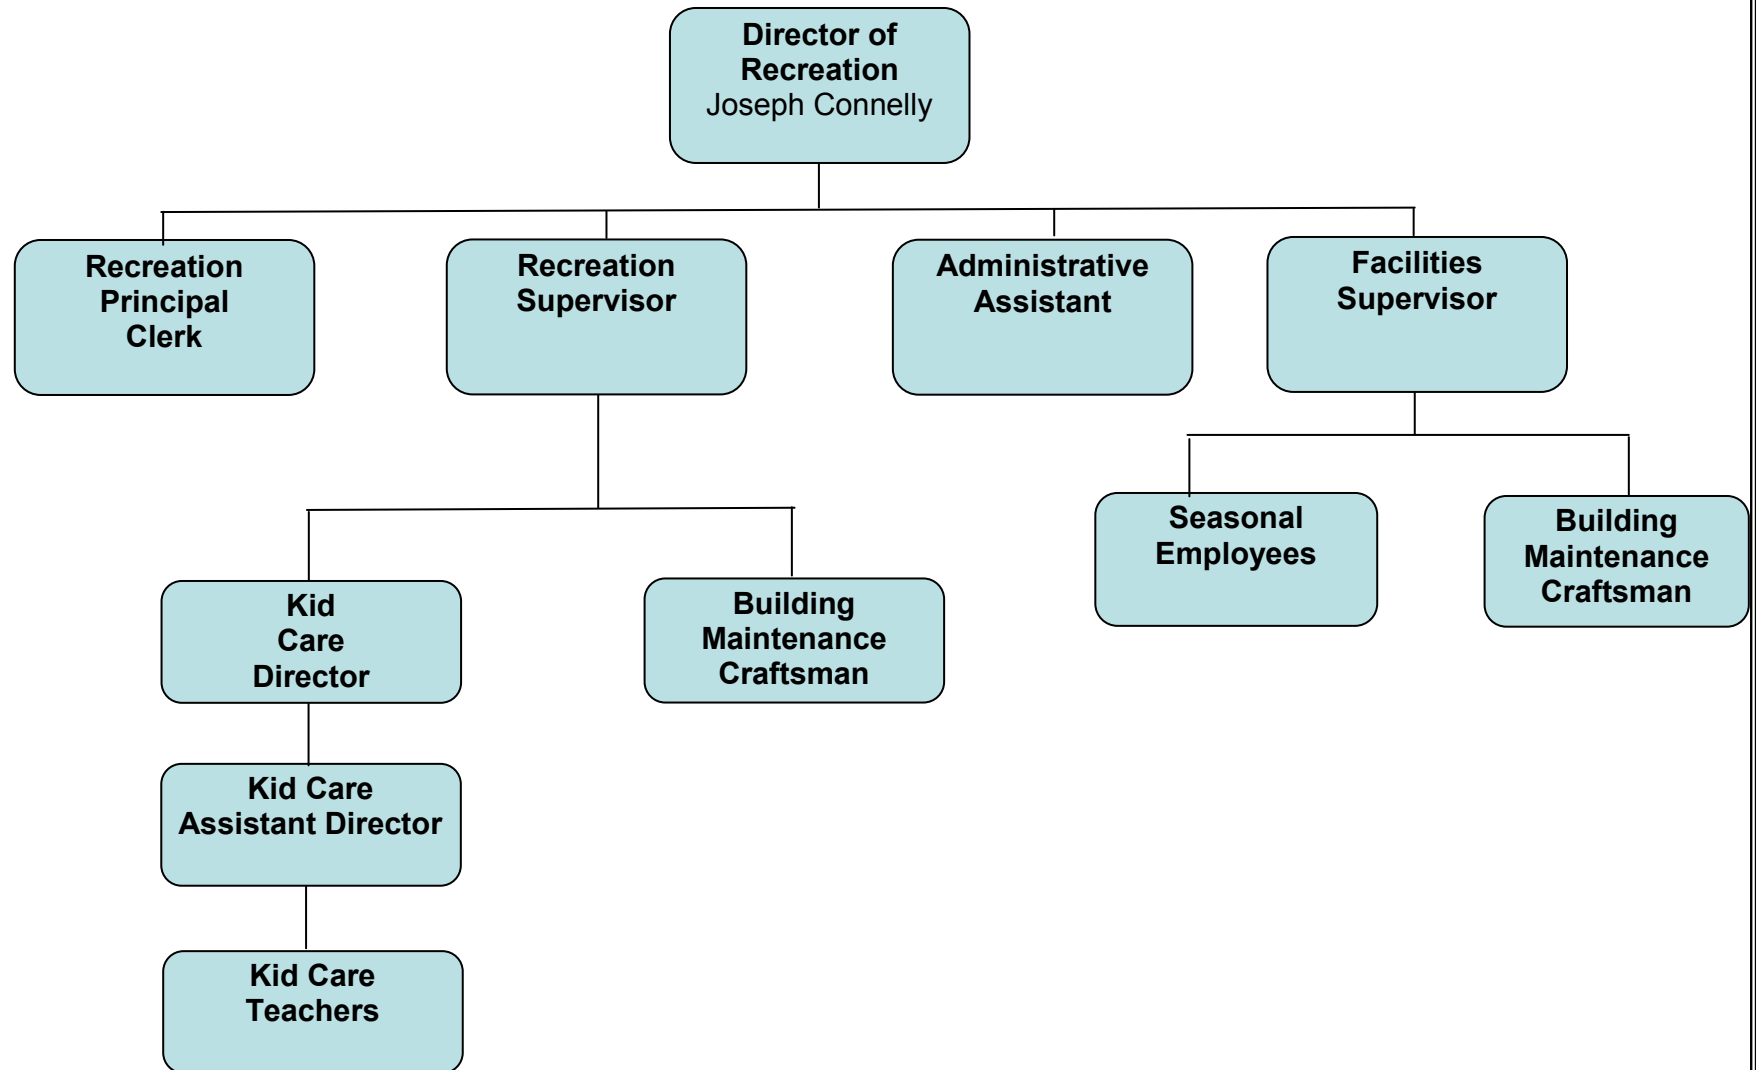 Director of
Recreation
Joseph Connelly
Recreation
Principal
Clerk
Recreation
Supervisor
Administrative
Assistant
Facilities
Supervisor
Seasonal
Employees
Building
Maintenance
Craftsman
Kid
Care
Director
Building
Maintenance
Craftsman
Kid Care
Assistant Director
Kid Care
Teachers